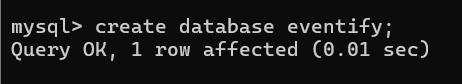 mysql> create database eventify;
Query OK, 1 row affected (0.01 sec)